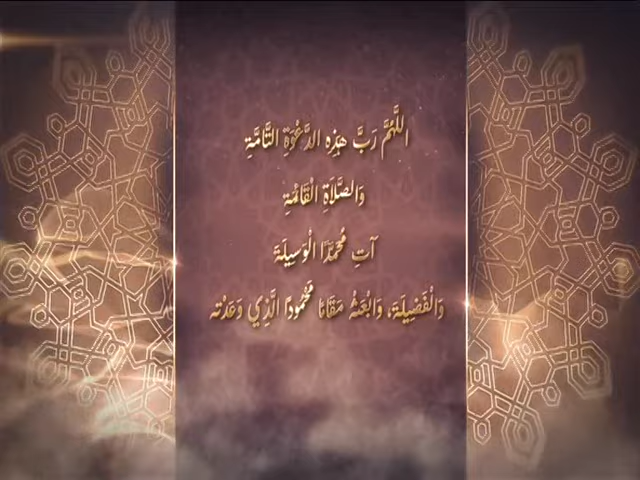 اللَّهُمَّ رَبَّ هَذِهِ الدَّعْوَةِ التَّامَّةِ
وَالصَّلَاةِ الْقَائِمَةِ
آتِ مُحَمَّدًا الْوَسِيلَةَ
وَالْفَضِيلَةَ، وَابْعَثْهُ مَقَامًا مَحْمُودًا الَّذِي وَعَدْتَه